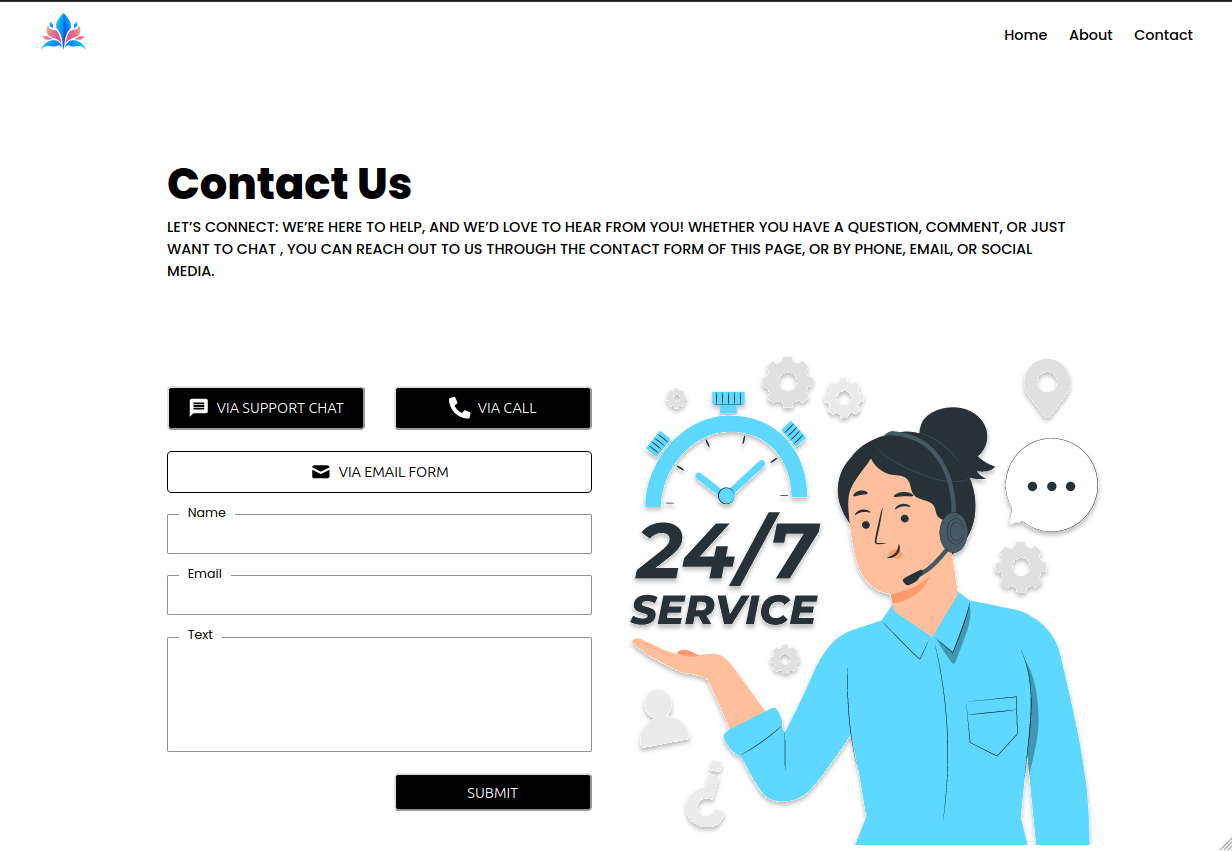 Home About Contact
Contact Us
LET’S CONNECT: WE’RE HERE TO HELP, AND WE’D LOVE TO HEAR FROM YOU! WHETHER YOU HAVE A QUESTION, COMMENT, OR JUST
WANT TO CHAT , YOU CAN REACH OUT TO US THROUGH THE CONTACT FORM OF THIS PAGE, OR BY PHONE, EMAIL, OR SOCIAL
MEDIA.
VIA SUPPORT CHAT
VIA CALL
VIA EMAIL FORM
Name
Email
Text
SUBMIT
24/7
SERVICE